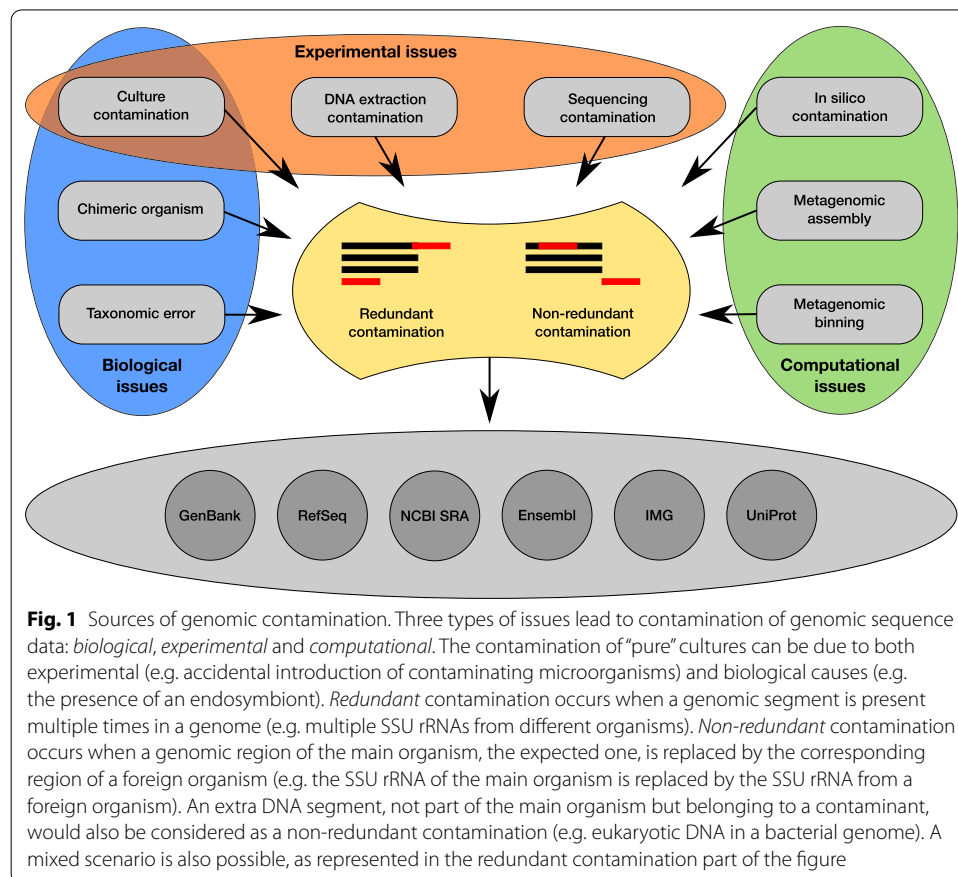 Experimental issues
Culture
contamination
DNA extraction
contamination
Sequencing
contamination
In silico
contamination
Chimeric organism
Metagenomic
assembly
Taxonomic error
Metagenomic
binning
Redundant
contamination
Non-redundant
contamination
Biological
issues
Computational
issues
GenBank
RefSeq
NCBI SRA
Ensembl
IMG
UniProt
Fig. 1 Sources of genomic contamination. Three types of issues lead to contamination of genomic sequence
data: biological, experimental and computational. The contamination of “pure” cultures can be due to both
experimental (e.g. accidental introduction of contaminating microorganisms) and biological causes (e.g.
the presence of an endosymbiont). Redundant contamination occurs when a genomic segment is present
multiple times in a genome (e.g. multiple SSU rRNAs from different organisms). Non-redundant contamination
occurs when a genomic region of the main organism, the expected one, is replaced by the corresponding
region of a foreign organism (e.g. the SSU rRNA of the main organism is replaced by the SSU rRNA from a
foreign organism). An extra DNA segment, not part of the main organism but belonging to a contaminant,
would also be considered as a non-redundant contamination (e.g. eukaryotic DNA in a bacterial genome). A
mixed scenario is also possible, as represented in the redundant contamination part of the figure